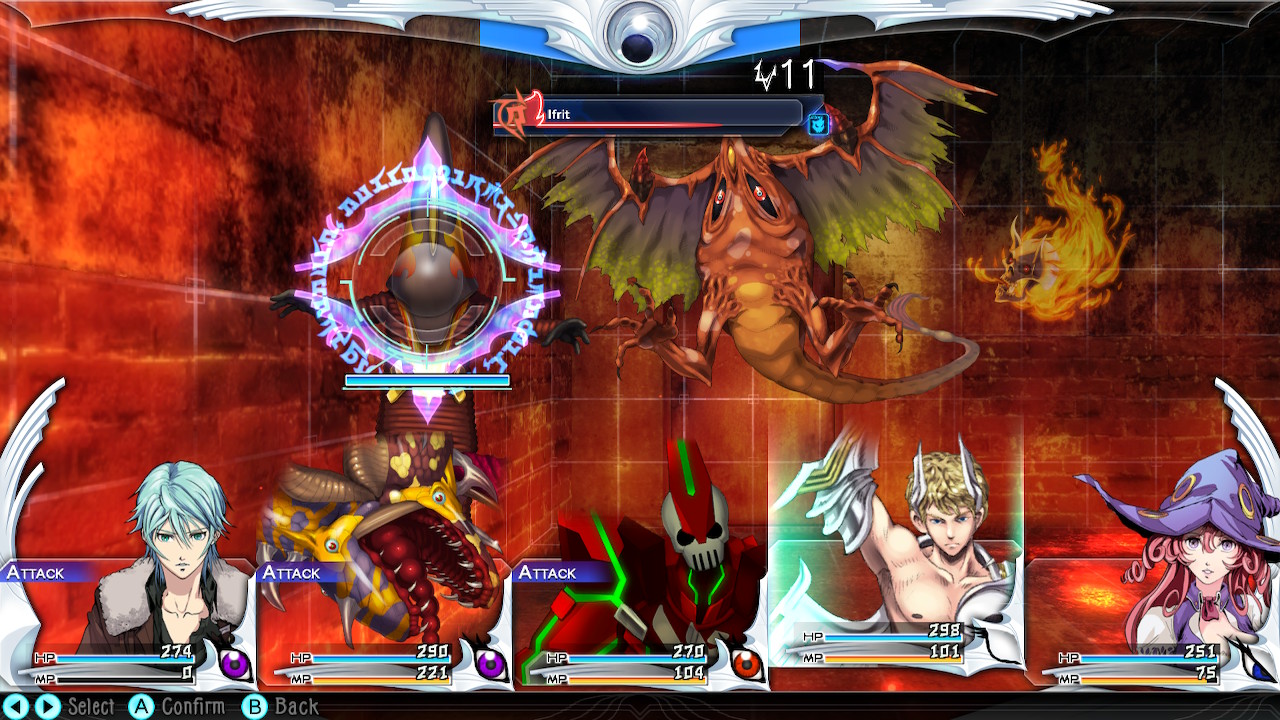 Lv11
Ifrit
ATTACK
ATTACK
ATTACK
HP 274
MP 0
HP 290
MP 221
HP 270
MP 104
HP 298
MP 101
HP 251
MP 75
Select A Confirm B Back